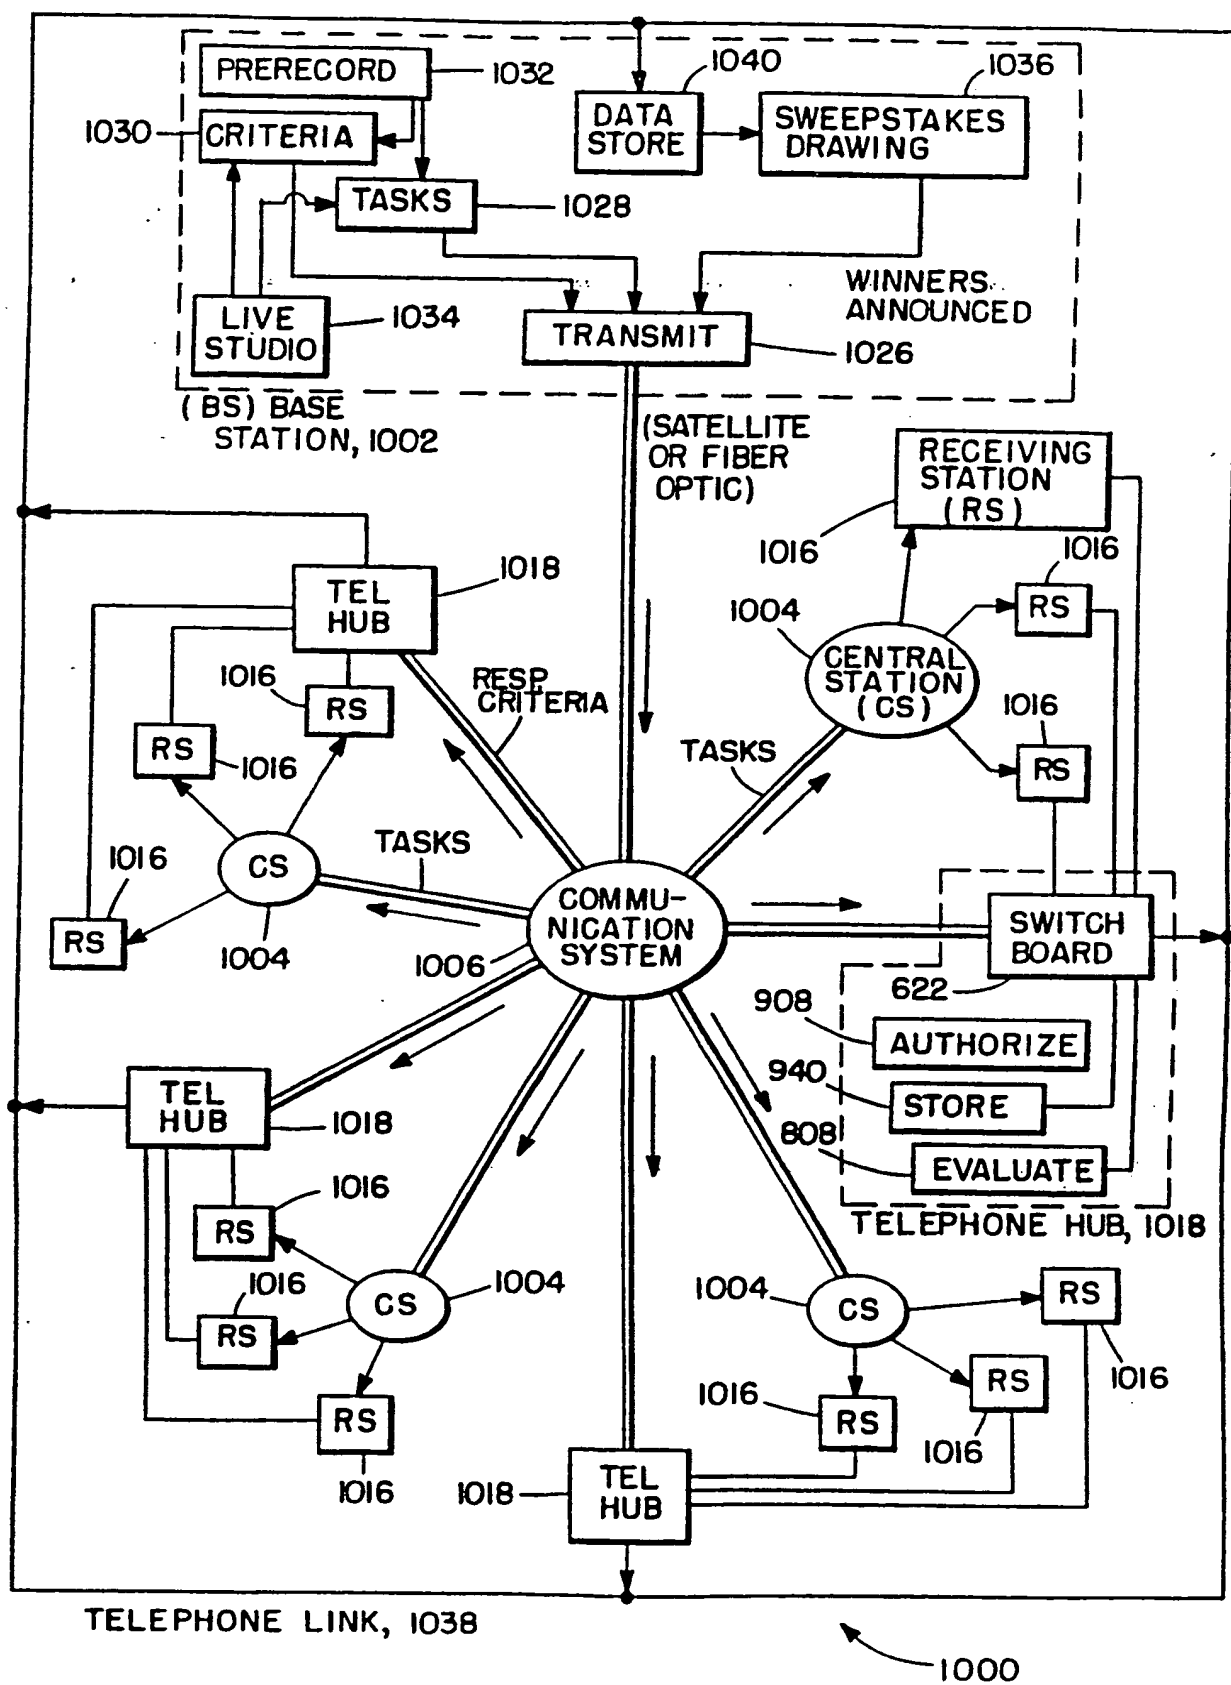 PRERECORD
1032
1040
1036
1030
CRITERIA
DATA
STORE
SWEEPSTAKES
DRAWING
TASKS
1028
LIVE
STUDIO
1034
WINNERS
ANNOUNCED
TRANSMIT
1026
(BS) BASE
STATION, 1002
(SATELLITE
OR FIBER
OPTIC)
RECEIVING
STATION
(RS)
1016
1016
RS
1018
TEL
HUB
1004
CENTRAL
STATION
(CS)
1016
RS
RESP.
CRITERIA
1016
RS
RS
1016
TASKS
TASKS
1016
RS
CS
1004
COMMU-
NICATION
SYSTEM
1006
SWITCH
BOARD
622
908
AUTHORIZE
940
STORE
808
EVALUATE
TELEPHONE HUB, 1018
TEL
HUB
1018
1016
RS
1016
RS
CS
1004
RS
1016
1004
CS
RS
1016
RS
1016
1016
RS
1018
TEL
HUB
TELEPHONE LINK, 1038
1000